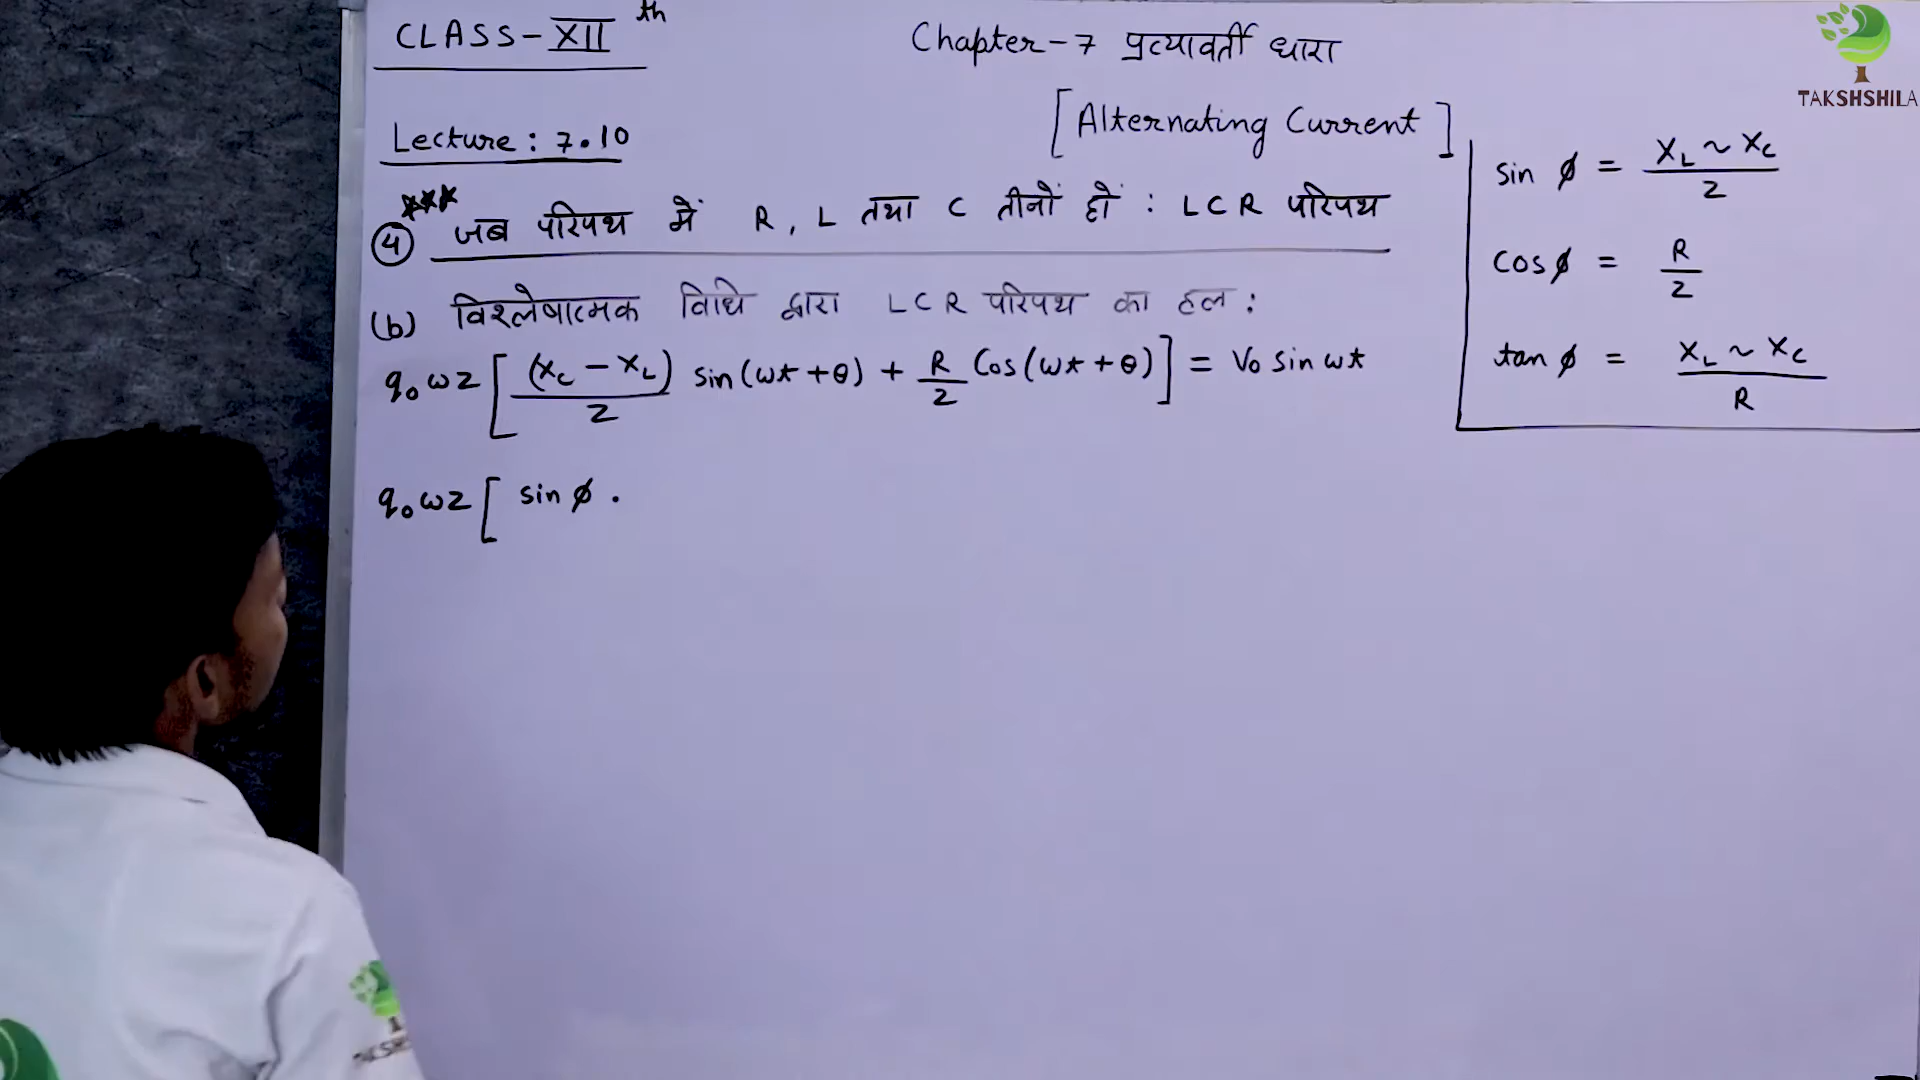 CLASS-XII th
Chapter-7 प्रत्यावर्ती धारा
[Alternating Current]
TAKSHSHILA
Lecture : 7.10
***
④ जब परिपथ में R, L तथा C तीनों हों : LCR परिपथ
(b) विश्लेषात्मक विधि द्वारा LCR परिपथ का हल :
q₀ωz [ (X_C - X_L)/z sin(ωt+θ) + R/z Cos(ωt+θ) ] = V₀ sin ωt
q₀ωz [ sin ϕ .
sin ϕ = X_L ~ X_C / z
cos ϕ = R / z
tan ϕ = X_L ~ X_C / R